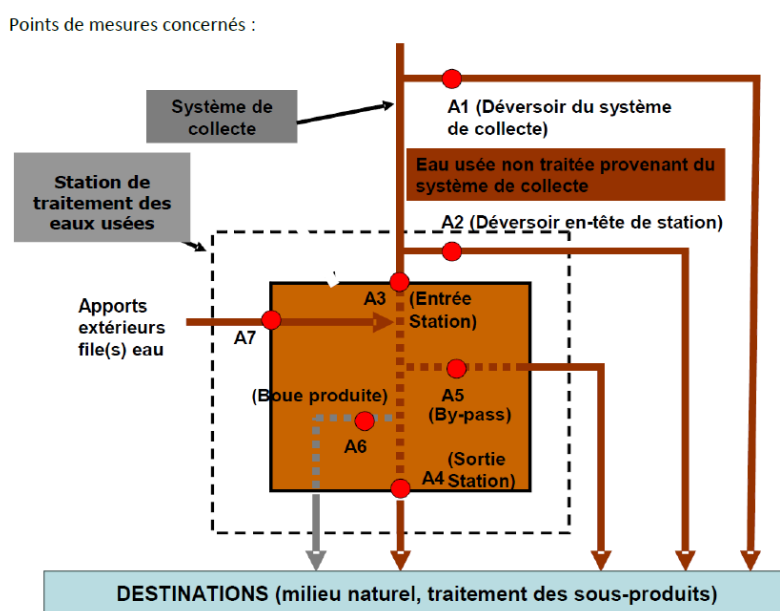 Points de mesures concernés :
Système de
collecte
A1 (Déversoir du système
de collecte)
Eau usée non traitée provenant du
système de collecte
Station de
traitement des
eaux usées
A2 (Déversoir en-tête de station)
A3 (Entrée
Station)
Apports
extérieurs
file(s) eau
A7
(Boue produite)
A5
(By-pass)
A6
(Sortie
A4 Station)
DESTINATIONS (milieu naturel, traitement des sous-produits)